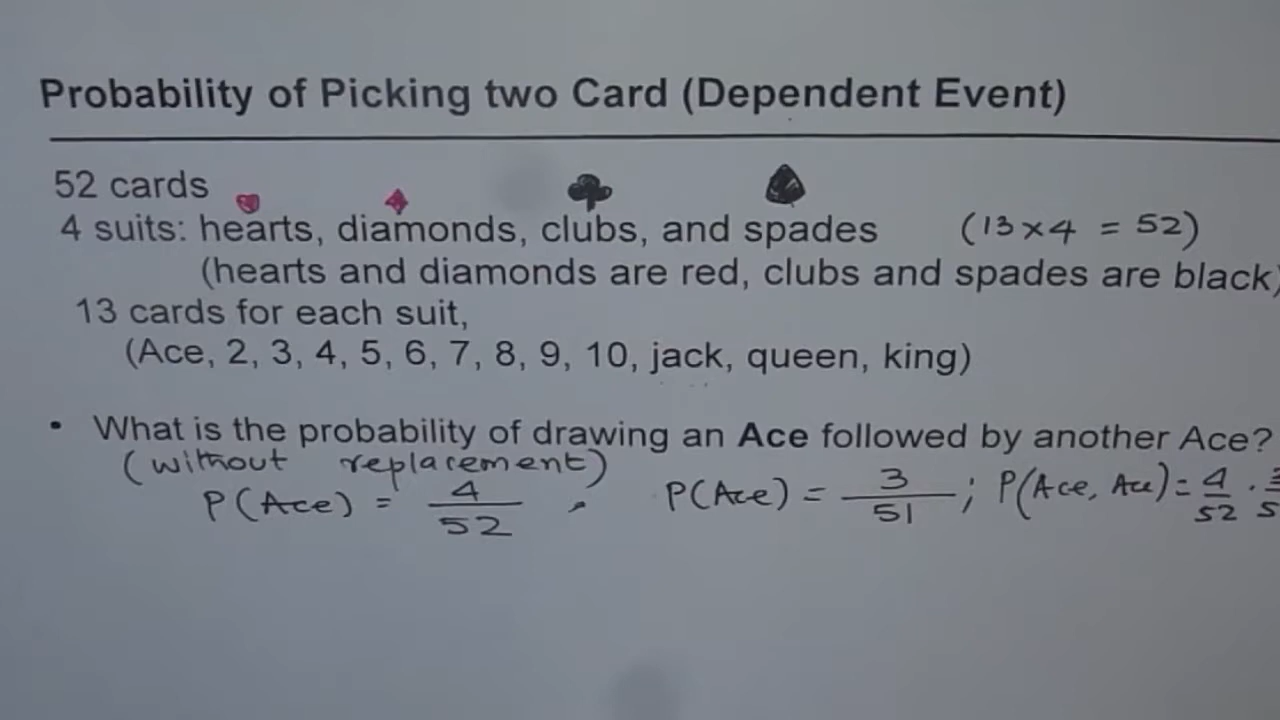 Probability of Picking two Card (Dependent Event)
52 cards
4 suits: hearts, diamonds, clubs, and spades (13 x 4 = 52)
(hearts and diamonds are red, clubs and spades are black)
13 cards for each suit,
(Ace, 2, 3, 4, 5, 6, 7, 8, 9, 10, jack, queen, king)
• What is the probability of drawing an Ace followed by another Ace?
(without replacement)
P(Ace) = 4/52 , P(Ace) = 3/51 ; P(Ace, Ace) = 4/52 .